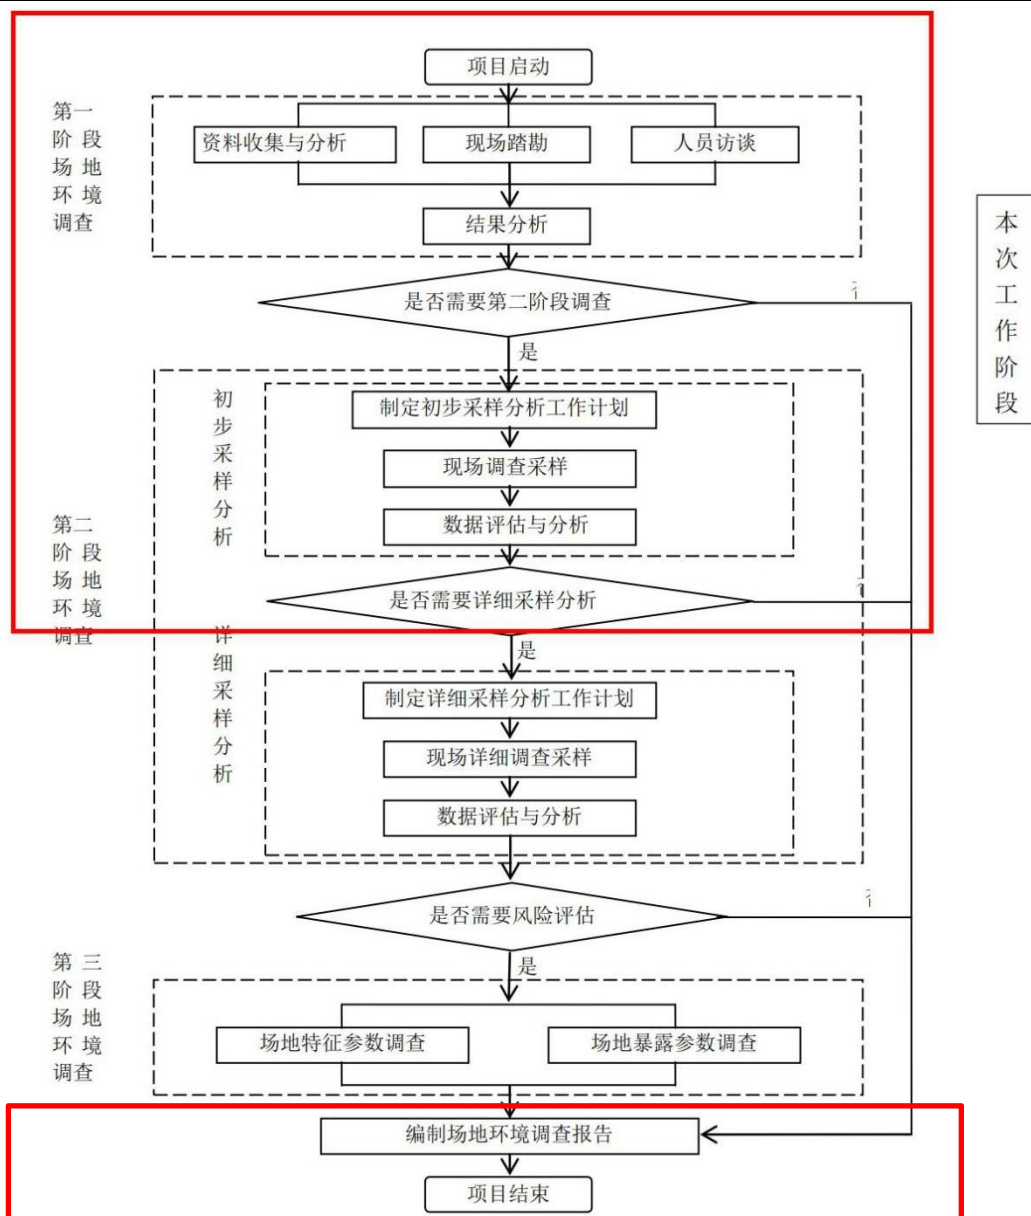 项目启动
第一
阶 段
场 地
环 境
调查
资料收集与分析
现场踏勘
人员访谈
结果分析
本次工作阶段
是否需要第二阶段调查
是
初步采样分析
制定初步采样分析工作计划
现场调查采样
数据评估与分析
第二
阶 段
场 地
环 境
调查
是否需要详细采样分析
是
详细采样分析
制定详细采样分析工作计划
现场详细调查采样
数据评估与分析
是否需要风险评估
是
第 三
阶 段
场 地
环 境
调查
场地特征参数调查
场地暴露参数调查
编制场地环境调查报告
项目结束